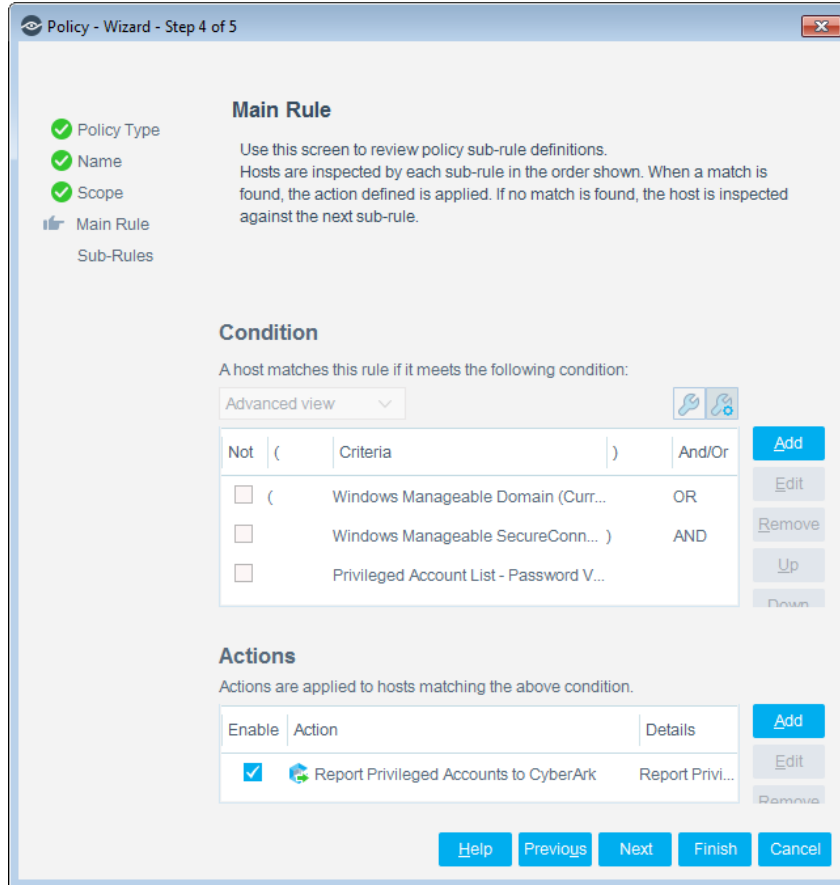 Policy - Wizard - Step 4 of 5
Policy Type
Name
Scope
Main Rule
Sub-Rules
Main Rule
Use this screen to review policy sub-rule definitions.
Hosts are inspected by each sub-rule in the order shown. When a match is
found, the action defined is applied. If no match is found, the host is inspected
against the next sub-rule.
Condition
A host matches this rule if it meets the following condition:
Advanced view
Not ( Criteria ) And/Or
( Windows Manageable Domain (Curr... OR
Windows Manageable SecureConn... ) AND
Privileged Account List - Password V...
Add
Edit
Remove
Up
Down
Actions
Actions are applied to hosts matching the above condition.
Enable Action Details
Report Privileged Accounts to CyberArk Report Privi...
Add
Edit
Remove
Help Previous Next Finish Cancel